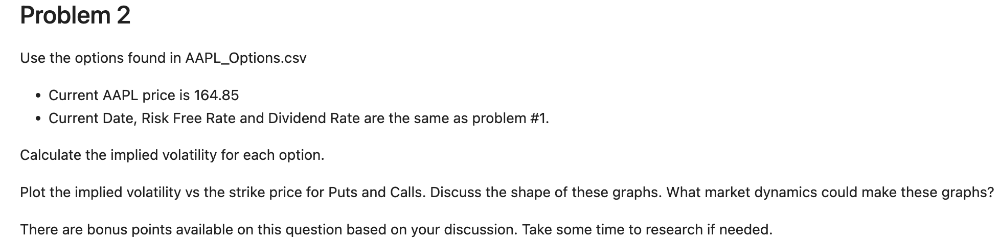 Problem 2
Use the options found in AAPL_Options.csv
• Current AAPL price is 164.85
• Current Date, Risk Free Rate and Dividend Rate are the same as problem #1.
Calculate the implied volatility for each option.
Plot the implied volatility vs the strike price for Puts and Calls. Discuss the shape of these graphs. What market dynamics could make these graphs?
There are bonus points available on this question based on your discussion. Take some time to research if needed.